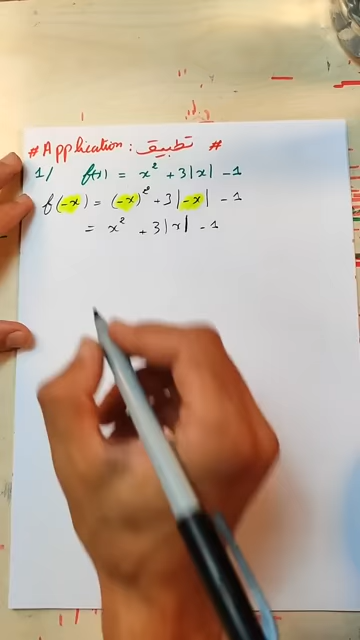 # Application : تطبيق #
1/ f(x) = x² + 3|x| - 1
f(-x) = (-x)² + 3|-x| - 1
= x² + 3|x| - 1